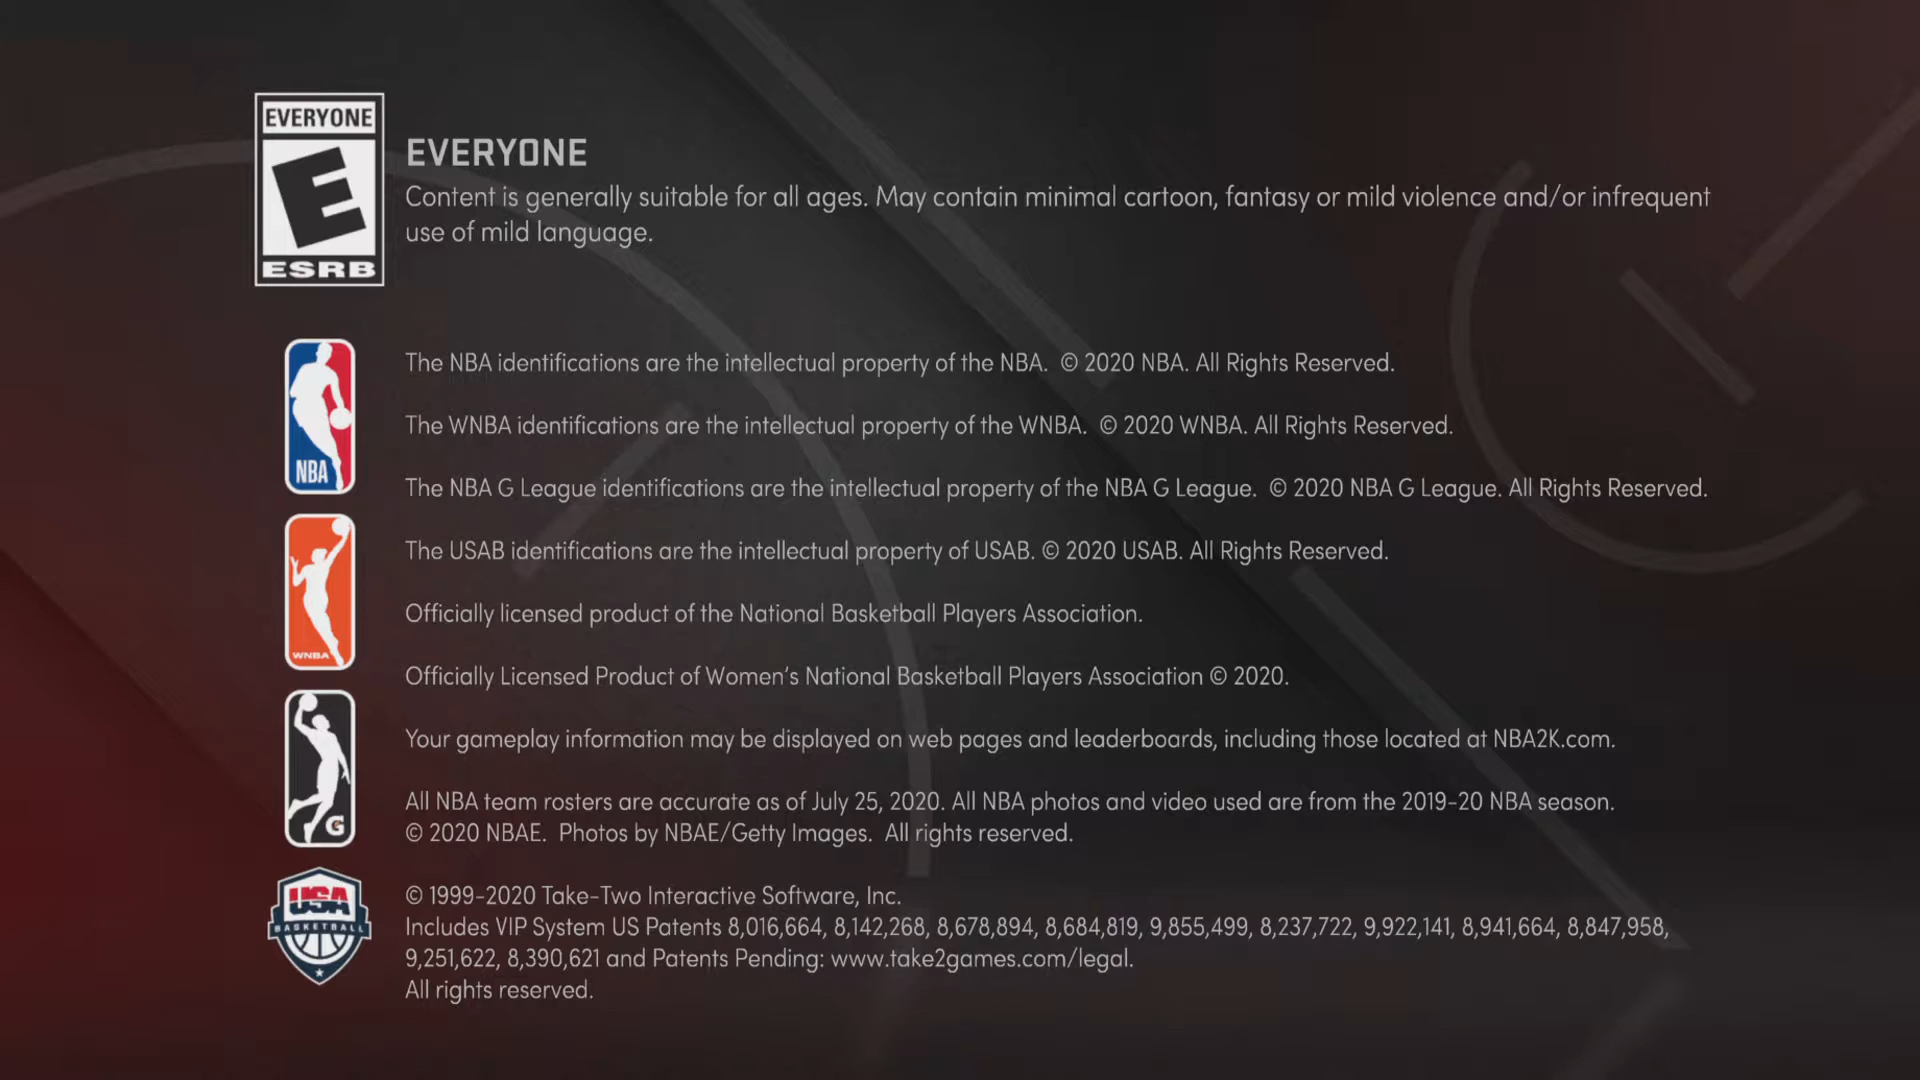 EVERYONE
E
ESRB
EVERYONE
Content is generally suitable for all ages. May contain minimal cartoon, fantasy or mild violence and/or infrequent
use of mild language.
NBA
The NBA identifications are the intellectual property of the NBA.  © 2020 NBA. All Rights Reserved.
The WNBA identifications are the intellectual property of the WNBA.  © 2020 WNBA. All Rights Reserved.
The NBA G League identifications are the intellectual property of the NBA G League.  © 2020 NBA G League. All Rights Reserved.
WNBA
The USAB identifications are the intellectual property of USAB. © 2020 USAB. All Rights Reserved.
Officially licensed product of the National Basketball Players Association.
Officially Licensed Product of Women's National Basketball Players Association © 2020.
G
Your gameplay information may be displayed on web pages and leaderboards, including those located at NBA2K.com.
All NBA team rosters are accurate as of July 25, 2020. All NBA photos and video used are from the 2019-20 NBA season.
© 2020 NBAE.  Photos by NBAE/Getty Images.  All rights reserved.
USA
BASKETBALL
© 1999-2020 Take-Two Interactive Software, Inc.
Includes VIP System US Patents 8,016,664, 8,142,268, 8,678,894, 8,684,819, 9,855,499, 8,237,722, 9,922,141, 8,941,664, 8,847,958,
9,251,622, 8,390,621 and Patents Pending: www.take2games.com/legal.
All rights reserved.